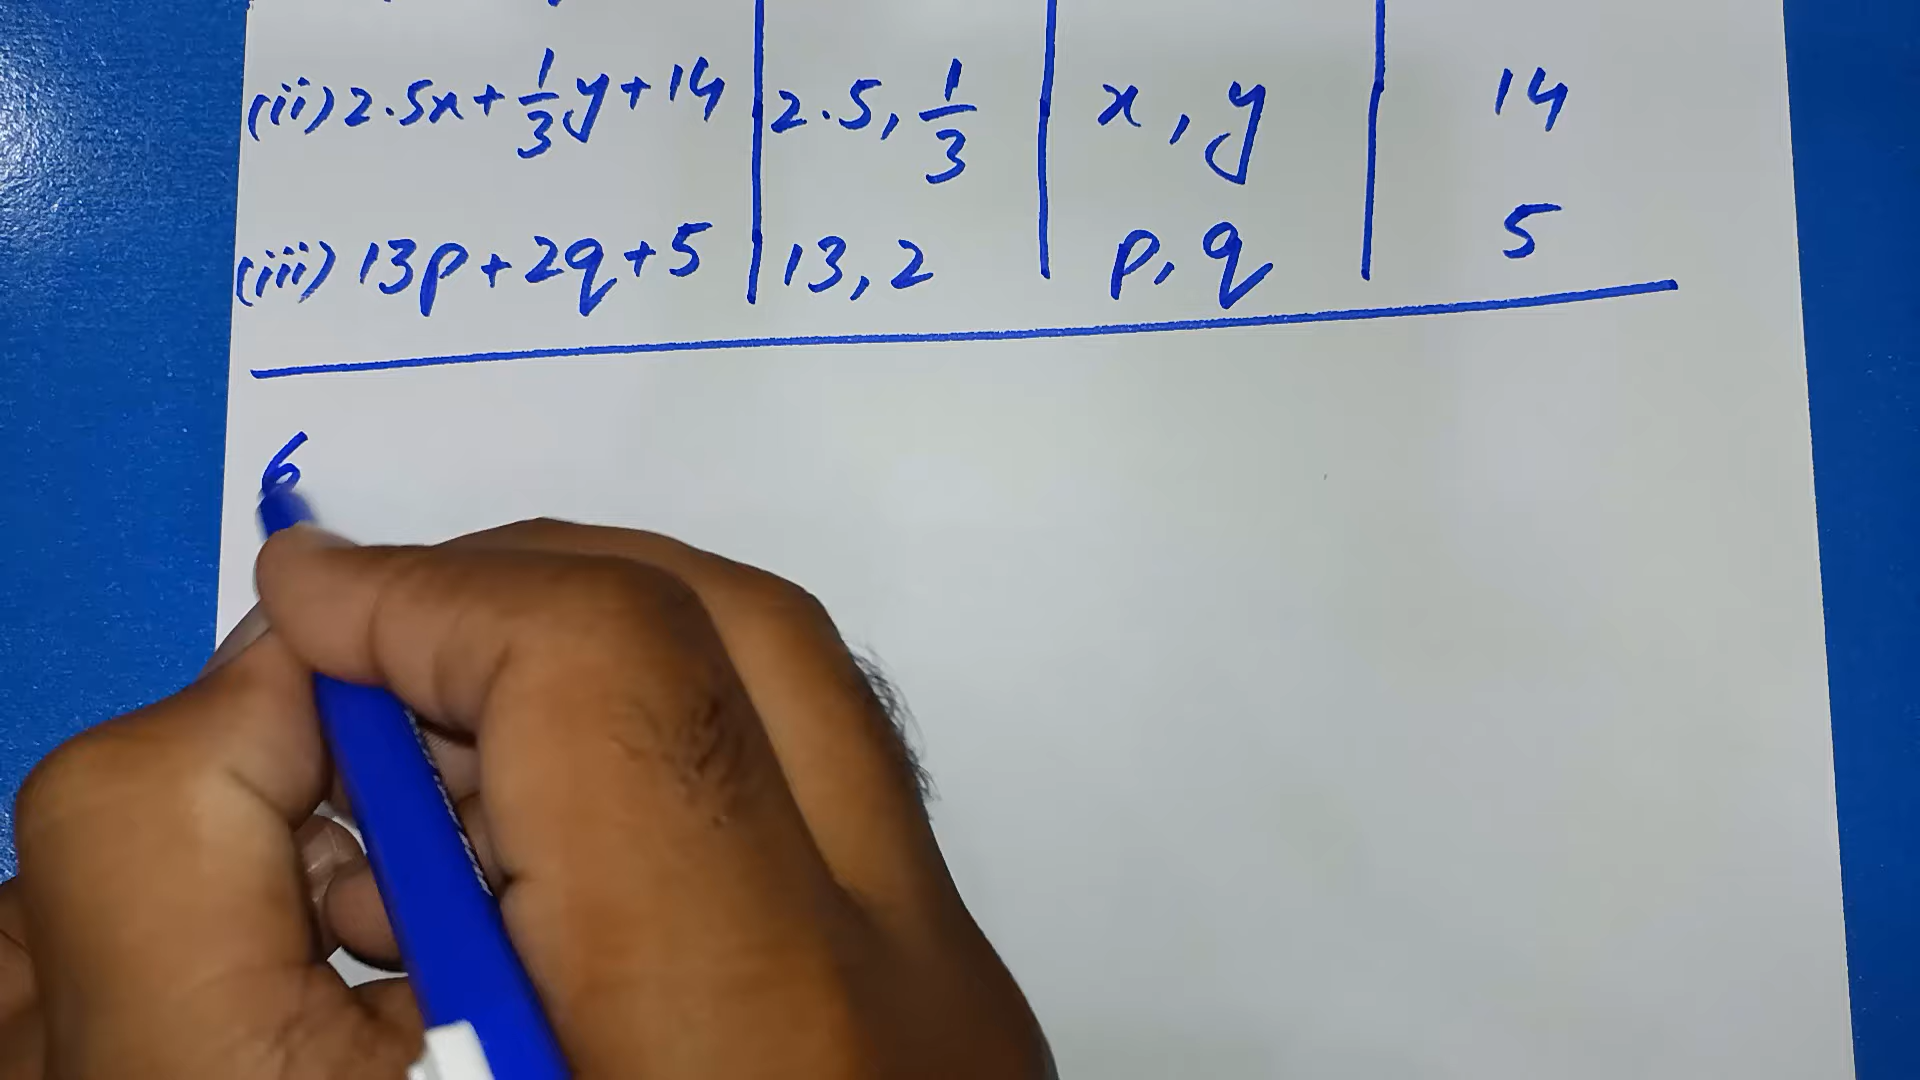 (ii) 2.5x + 1/3 y + 14 | 2.5, 1/3 | x, y | 14
(iii) 13p + 2q + 5 | 13, 2 | p, q | 5
6